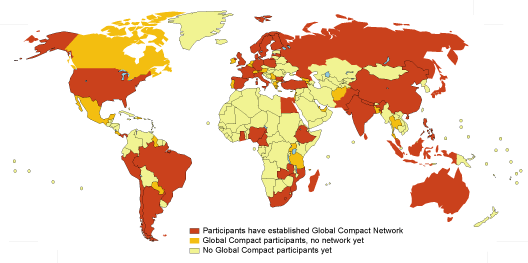 Participants have established Global Compact Network
Global Compact participants, no network yet
No Global Compact participants yet